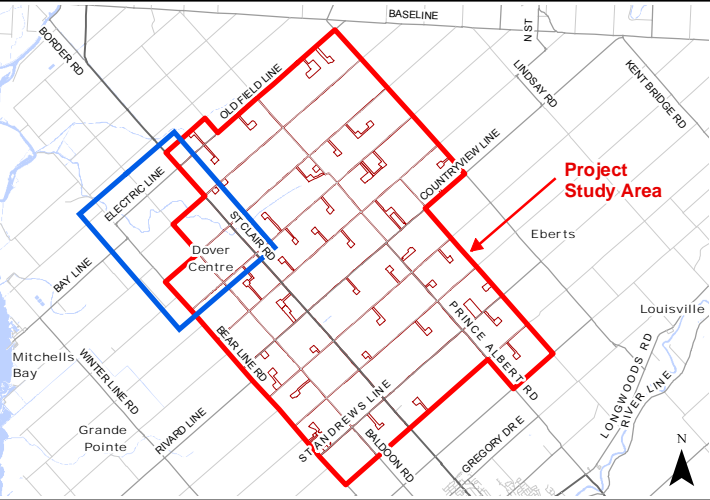 BASELINE
BORDER RD
N ST
OLD FIELD LINE
LINDSAY RD
KENT BRIDGE RD
COUNTRYVIEW LINE
Project
Study Area
ELECTRIC LINE
ST CLAIR RD
Eberts
Dover
Centre
BAY LINE
Louisville
PRINCE ALBERT RD
BEAR LINE RD
Mitchells
Bay
WINTER LINE RD
LONGWOODS RD
RIVER LINE
ST ANDREWS LINE
RIVARD LINE
Grande
Pointe
BALDOON RD
GREGORY DR E
N